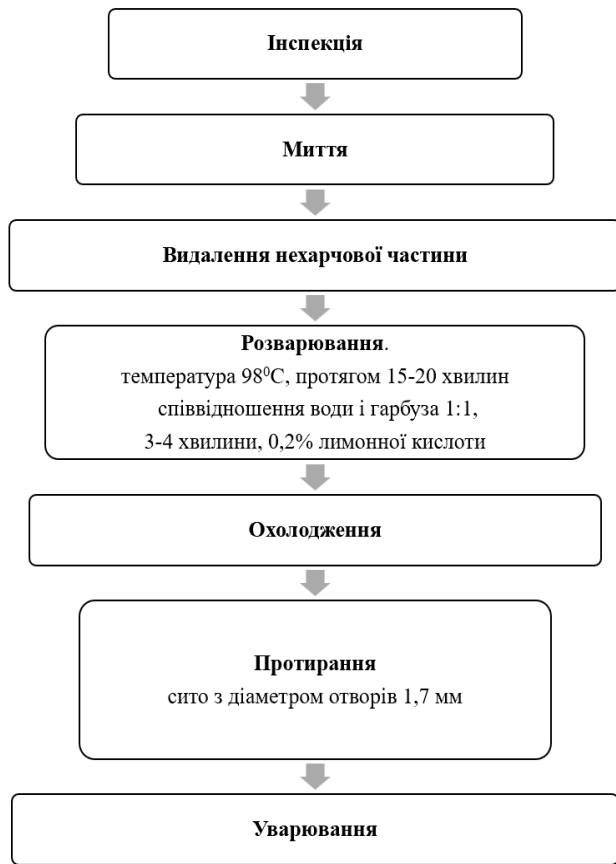 Інспекція
Миття
Видалення нехарчової частини
Розварювання.
температура 98⁰С, протягом 15-20 хвилин
співвідношення води і гарбуза 1:1,
3-4 хвилини, 0,2% лимонної кислоти
Охолодження
Протирання
сито з діаметром отворів 1,7 мм
Уварювання